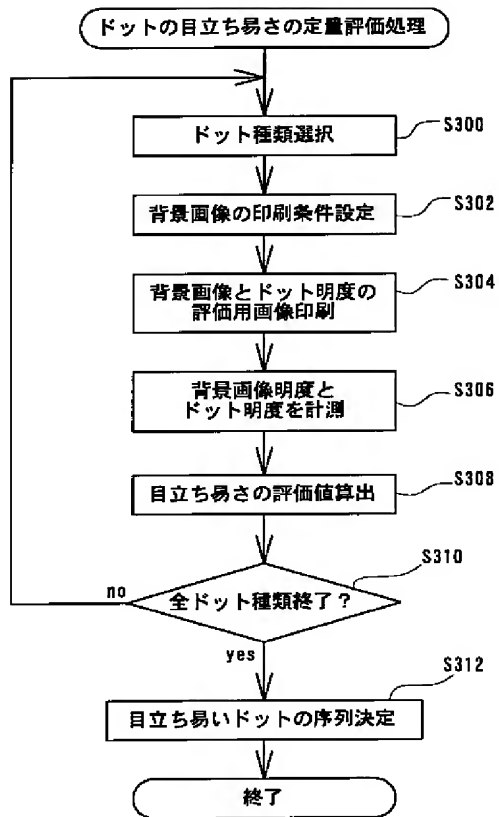 ドットの目立ち易さの定量評価処理
ドット種類選択
S300
背景画像の印刷条件設定
S302
背景画像とドット明度の
評価用画像印刷
S304
背景画像明度と
ドット明度を計測
S306
目立ち易さの評価値算出
S308
全ドット種類終了?
S310
no
yes
目立ち易いドットの序列決定
S312
終了